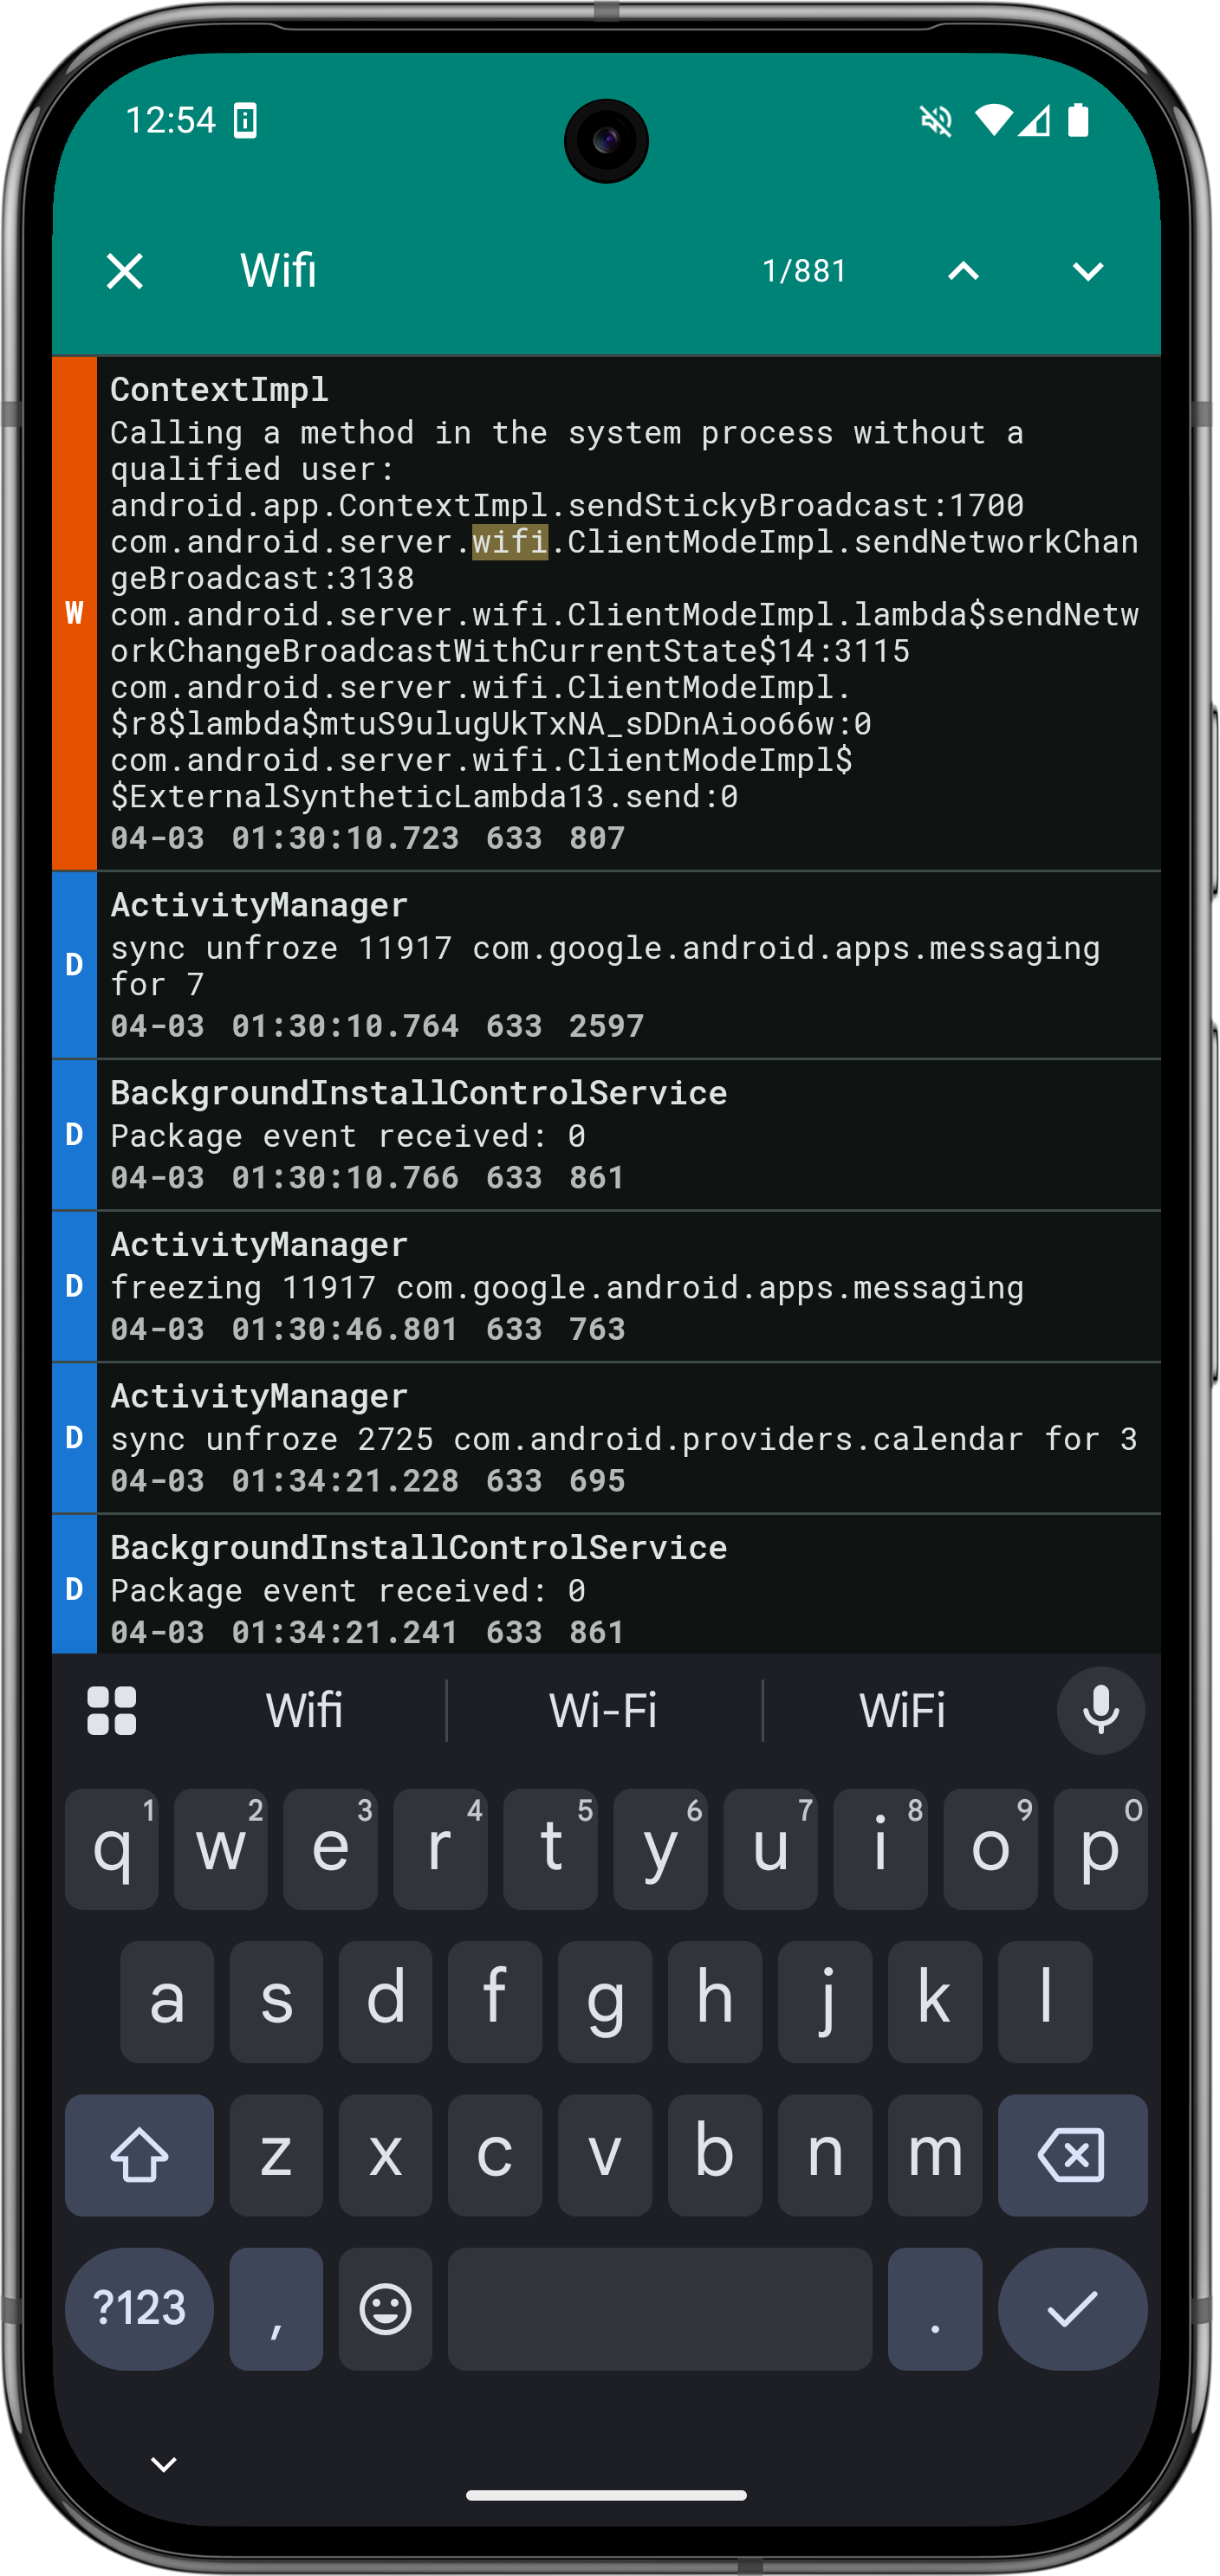 12:54
Wifi 1/881
ContextImpl
Calling a method in the system process without a
qualified user:
android.app.ContextImpl.sendStickyBroadcast:1700
com.android.server.wifi.ClientModeImpl.sendNetworkChan
geBroadcast:3138
com.android.server.wifi.ClientModeImpl.lambda$sendNetw
orkChangeBroadcastWithCurrentState$14:3115
com.android.server.wifi.ClientModeImpl.
$r8$lambda$mtuS9ulugUkTxNA_sDDnAioo66w:0
com.android.server.wifi.ClientModeImpl$
$ExternalSyntheticLambda13.send:0
W
04-03 01:30:10.723 633 807
ActivityManager
sync unfroze 11917 com.google.android.apps.messaging
for 7
D
04-03 01:30:10.764 633 2597
BackgroundInstallControlService
D
Package event received: 0
04-03 01:30:10.766 633 861
ActivityManager
D
freezing 11917 com.google.android.apps.messaging
04-03 01:30:46.801 633 763
ActivityManager
D
sync unfroze 2725 com.android.providers.calendar for 3
04-03 01:34:21.228 633 695
BackgroundInstallControlService
D
Package event received: 0
04-03 01:34:21.241 633 861
Wifi Wi-Fi WiFi
1 2 3 4 5 6 7 8 9 0
q w e r t y u i o p
a s d f g h j k l
z x c v b n m
?123 , .